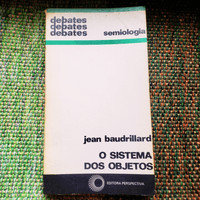 debates
debates
debates
semiologia
jean baudrillard
O SISTEMA
DOS OBJETOS
EDITORA PERSPECTIVA